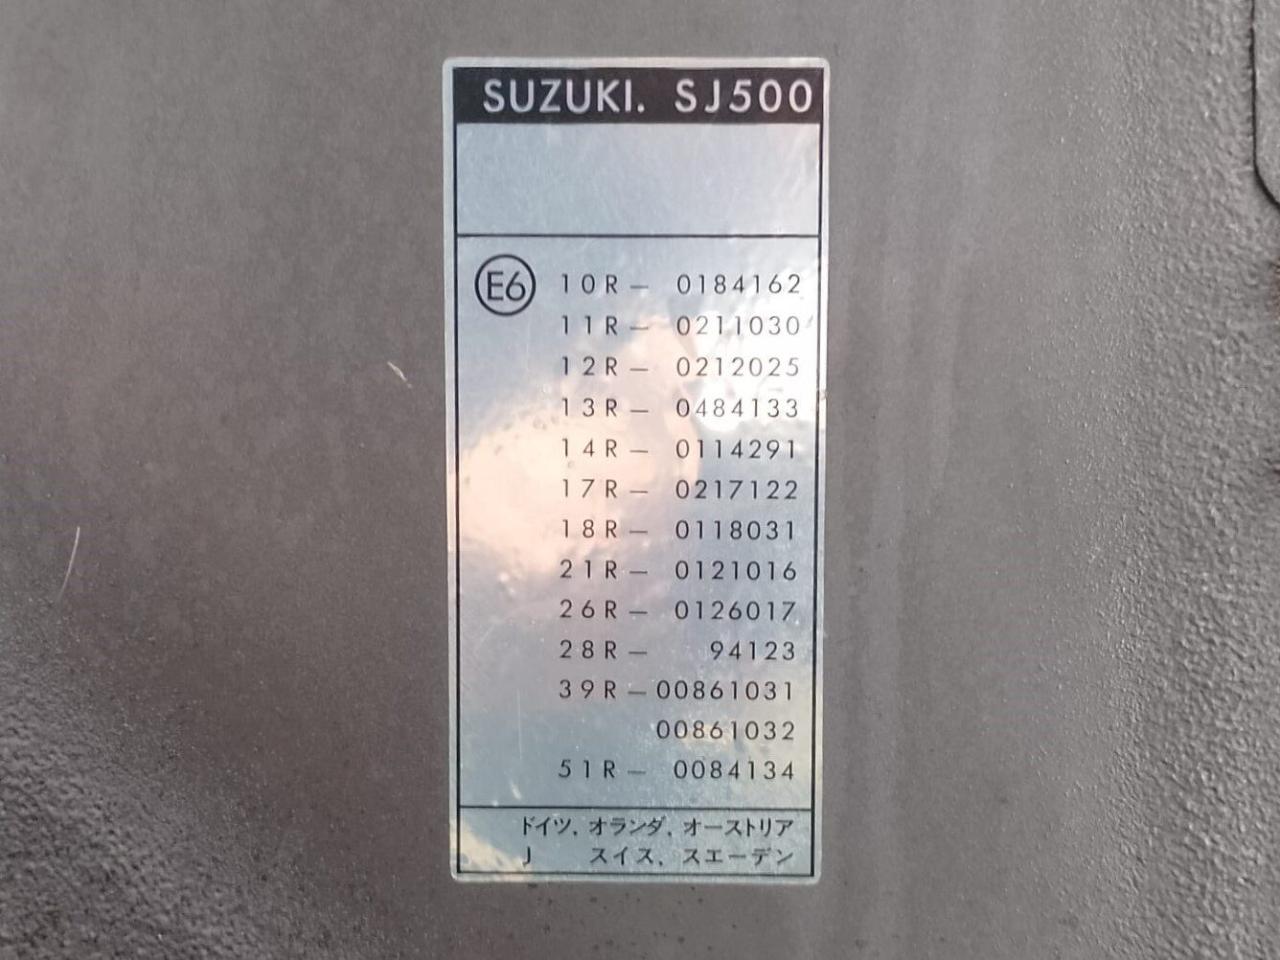 SUZUKI. SJ500
E6 10R- 0184162
11R- 0211030
12R- 0212025
13R- 0484133
14R- 0114291
17R- 0217122
18R- 0118031
21R- 0121016
26R- 0126017
28R- 94123
39R-00861031
00861032
51R- 0084134
ドイツ, オランダ, オーストリア
J スイス, スエーデン